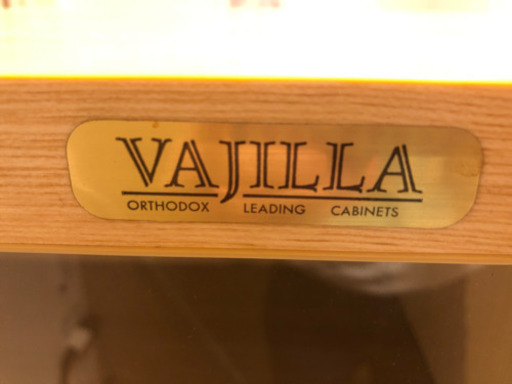 VAJILLA
ORTHODOX LEADING CABINETS